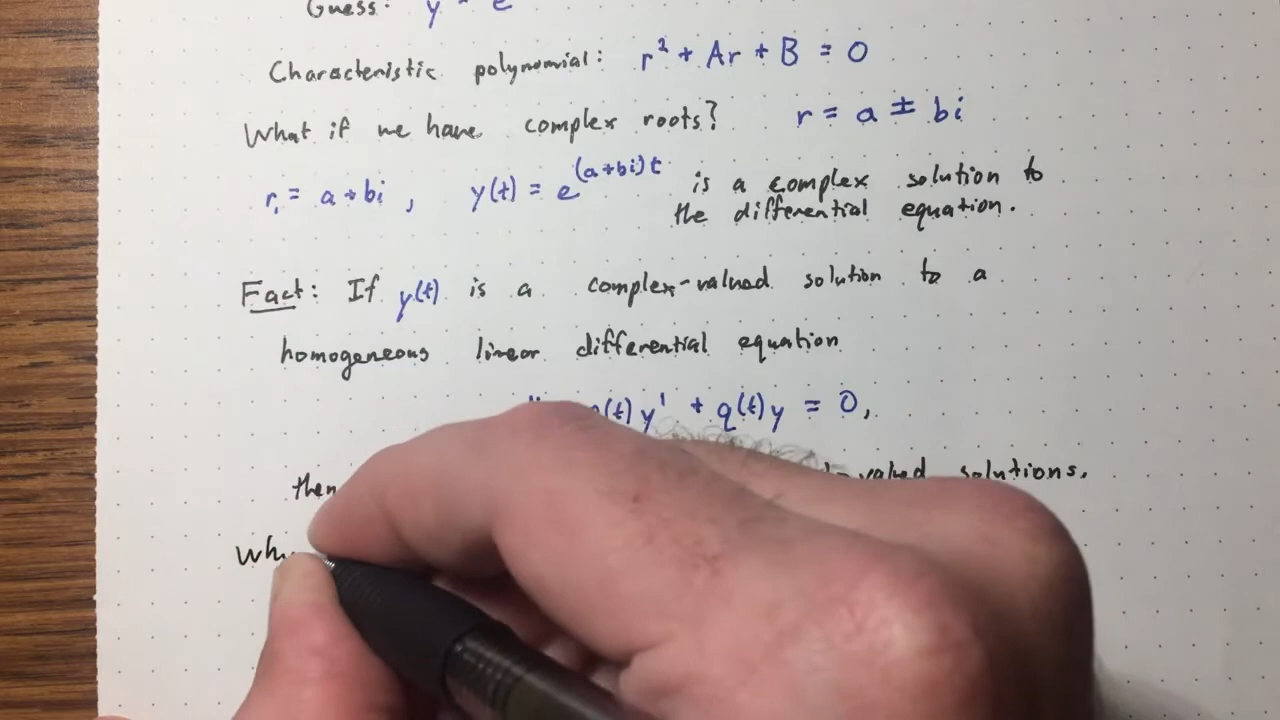 Guess: y = e
Characteristic polynomial: r² + Ar + B = 0
What if we have complex roots? r = a ± bi
r₁ = a + bi , y(t) = e^(a+bi)t is a complex solution to
the differential equation.
Fact: If y(t) is a complex-valued solution to a
homogeneous linear differential equation
p(t)y' + q(t)y = 0,
then valued solutions.